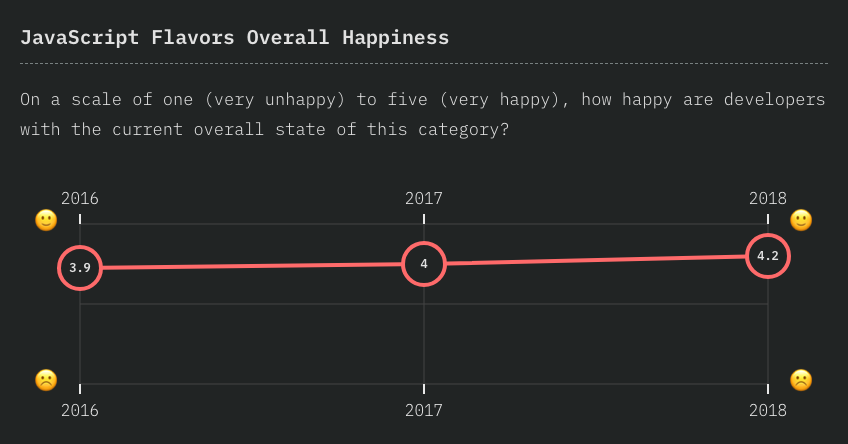 JavaScript Flavors Overall Happiness
On a scale of one (very unhappy) to five (very happy), how happy are developers
with the current overall state of this category?
2016 2017 2018
3.9 4 4.2
2016 2017 2018